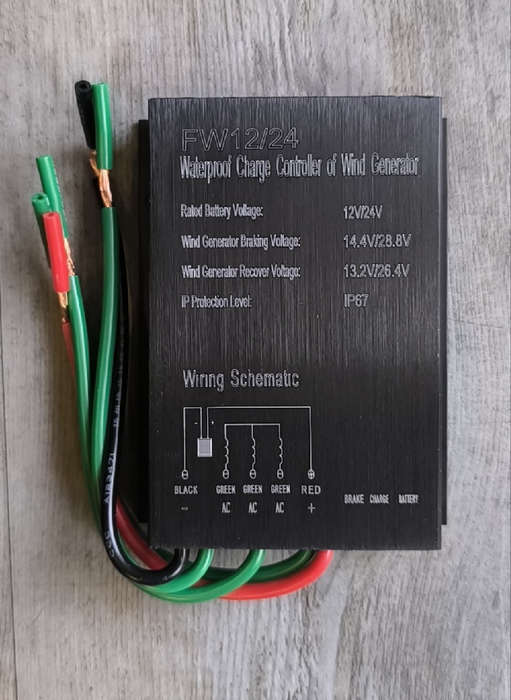 FW12/24
Waterproof Charge Controller of Wind Generator
Rated Battery Voltage: 12V/24V
Wind Generator Braking Voltage: 14.4V/28.8V
Wind Generator Recover Voltage: 13.2V/26.4V
IP Protection Level: IP67
Wiring Schematic
- +
BLACK GREEN GREEN GREEN RED BRAKE CHARGE BATTERY
- AC AC AC +